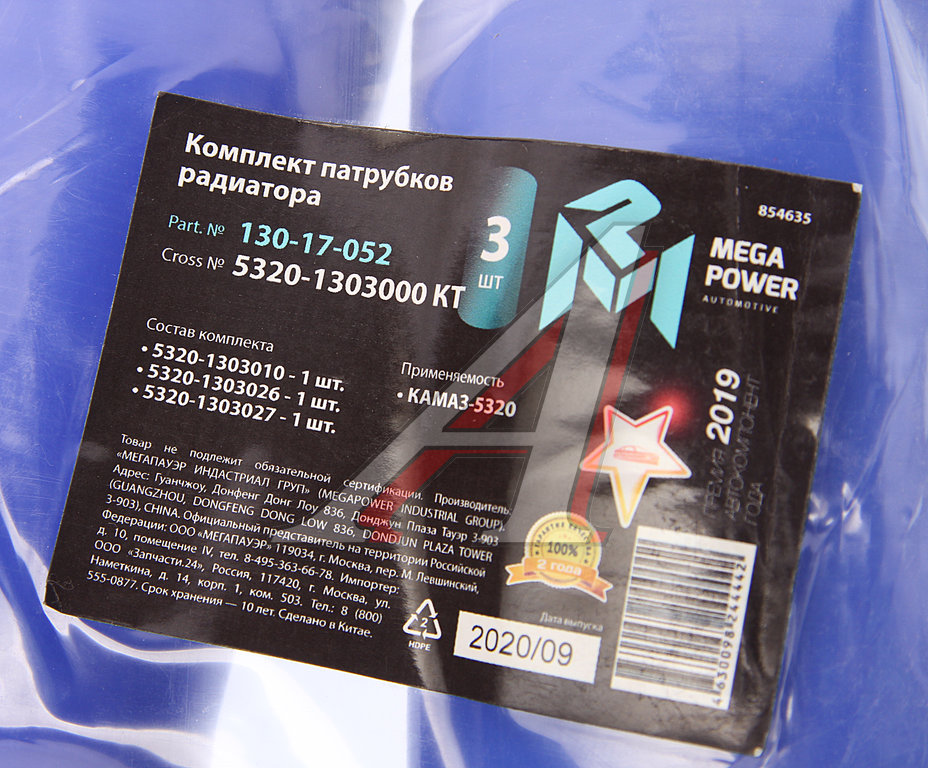 Комплект патрубков
радиатора
Part. № 130-17-052
Cross № 5320-1303000 КТ
3
шт
854635
MEGA
POWER
AUTOMOTIVE
Состав комплекта
• 5320-1303010 - 1 шт.
• 5320-1303026 - 1 шт.
• 5320-1303027 - 1 шт.
Применяемость
• КАМАЗ-5320
ПРЕМИЯ 2019
АВТОКОМПОНЕНТ
ГОДА
Товар не подлежит обязательной сертификации. Производитель:
«МЕГАПАУЭР ИНДАСТРИАЛ ГРУП» (MEGAPOWER INDUSTRIAL GROUP).
Адрес: Гуанчжоу, Донфенг Донг Лоу 836, Донджун Плаза Тауэр 3-903
(GUANGZHOU, DONGFENG DONG LOW 836, DONDJUN PLAZA TOWER
3-903), CHINA. Официальный представитель на территории Российской
Федерации: ООО «МЕГАПАУЭР» 119034, г. Москва, пер. М. Левшинский,
д. 10, помещение IV, тел. 8-495-363-66-78. Импортер:
ООО «Запчасти.24», Россия, 117420, г. Москва, ул.
Наметкина, д. 14, корп. 1, ком. 503. Тел.: 8 (800)
555-0877. Срок хранения — 10 лет. Сделано в Китае.
100%
2 года
2
HDPE
Дата выпуска
2020/09
4630098244442